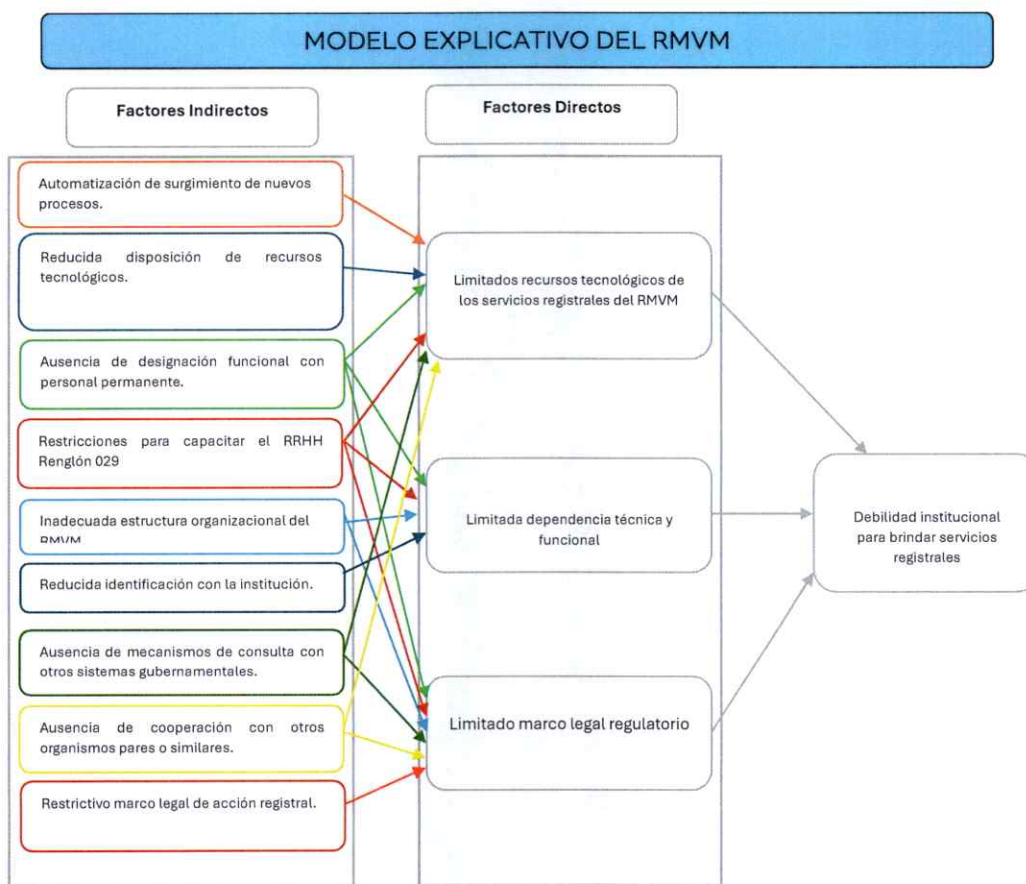 MODELO EXPLICATIVO DEL RMVM
Factores Indirectos
Factores Directos
Automatización de surgimiento de nuevos
procesos.
Reducida disposición de recursos
tecnológicos.
Ausencia de designación funcional con
personal permanente.
Restricciones para capacitar el RRHH
Renglón 029
Inadecuada estructura organizacional del
RMVM
Reducida identificación con la institución.
Ausencia de mecanismos de consulta con
otros sistemas gubernamentales.
Ausencia de cooperación con otros
organismos pares o similares.
Restrictivo marco legal de acción registral.
Limitados recursos tecnológicos de
los servicios registrales del RMVM
Limitada dependencia técnica y
funcional
Limitado marco legal regulatorio
Debilidad institucional
para brindar servicios
registrales